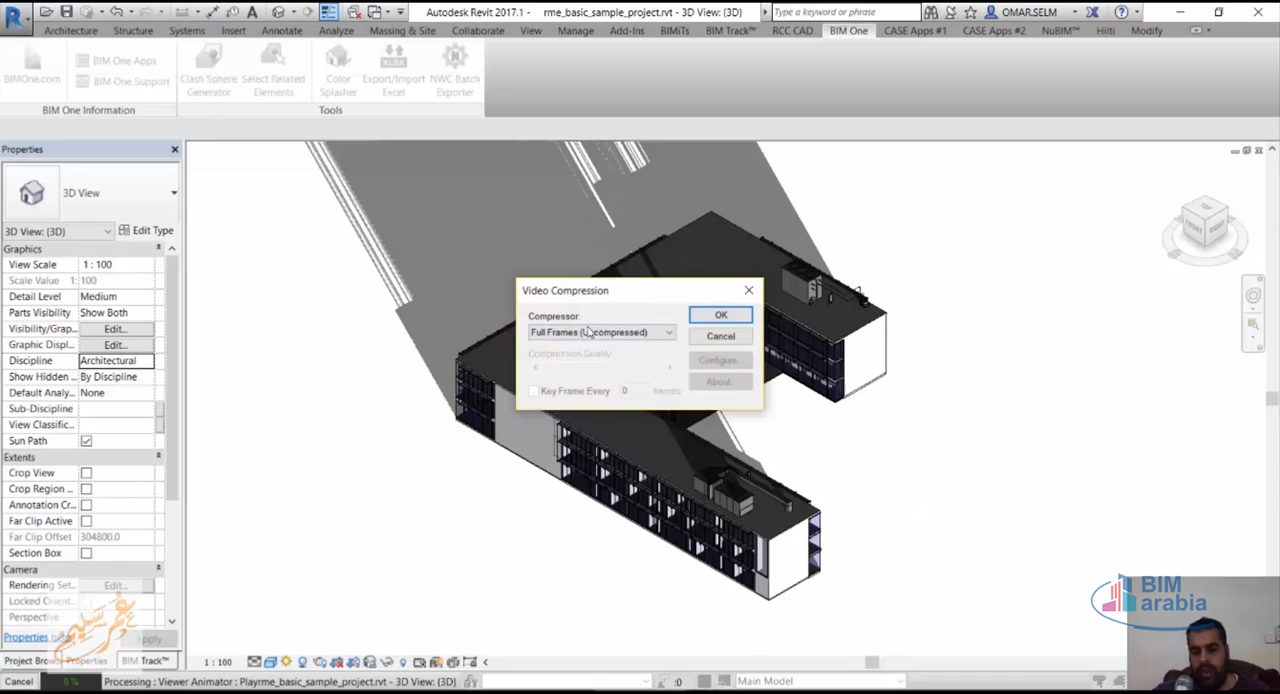 Autodesk Revit 2017.1 - rme_basic_sample_project.rvt - 3D View: {3D}
Type a keyword or phrase
OMAR.SELM
Architecture Structure Systems Insert Annotate Analyze Massing & Site Collaborate View Manage Add-Ins BIMiTs BIM Track™ RCC CAD BIM One CASE Apps #1 CASE Apps #2 NuBIM™ Hilti Modify
BIMOne.com
BIM One Apps
BIM One Support
Clash Sphere Generator
Select Related Elements
Color Splasher
XLSX
Export/Import Excel
NWC Batch Exporter
BIM One Information
Tools
Properties
3D View
3D View: {3D}
Edit Type
Graphics
View Scale 1 : 100
Scale Value 1: 100
Detail Level Medium
Parts Visibility Show Both
Visibility/Grap... Edit...
Graphic Displ... Edit...
Discipline Architectural
Show Hidden ... By Discipline
Default Analy... None
Sub-Discipline
View Classific...
Sun Path
Extents
Crop View
Crop Region ...
Annotation Cr...
Far Clip Active
Far Clip Offset 304800.0
Section Box
Camera
Rendering Set... Edit...
Locked Orient...
Perspective
Properties help
Apply
عمر سليم
Project Brow... Properties BIM Track™
Video Compression
Compressor:
OK
Full Frames (Uncompressed)
Cancel
Compression Quality
Configure...
About...
Key Frame Every 0 frames
TOP
FRONT
RIGHT
BIM
arabia
1 : 100
Cancel 0 % Processing : Viewer Animator : Playrme_basic_sample_project.rvt - 3D View: {3D}
:0
Main Model